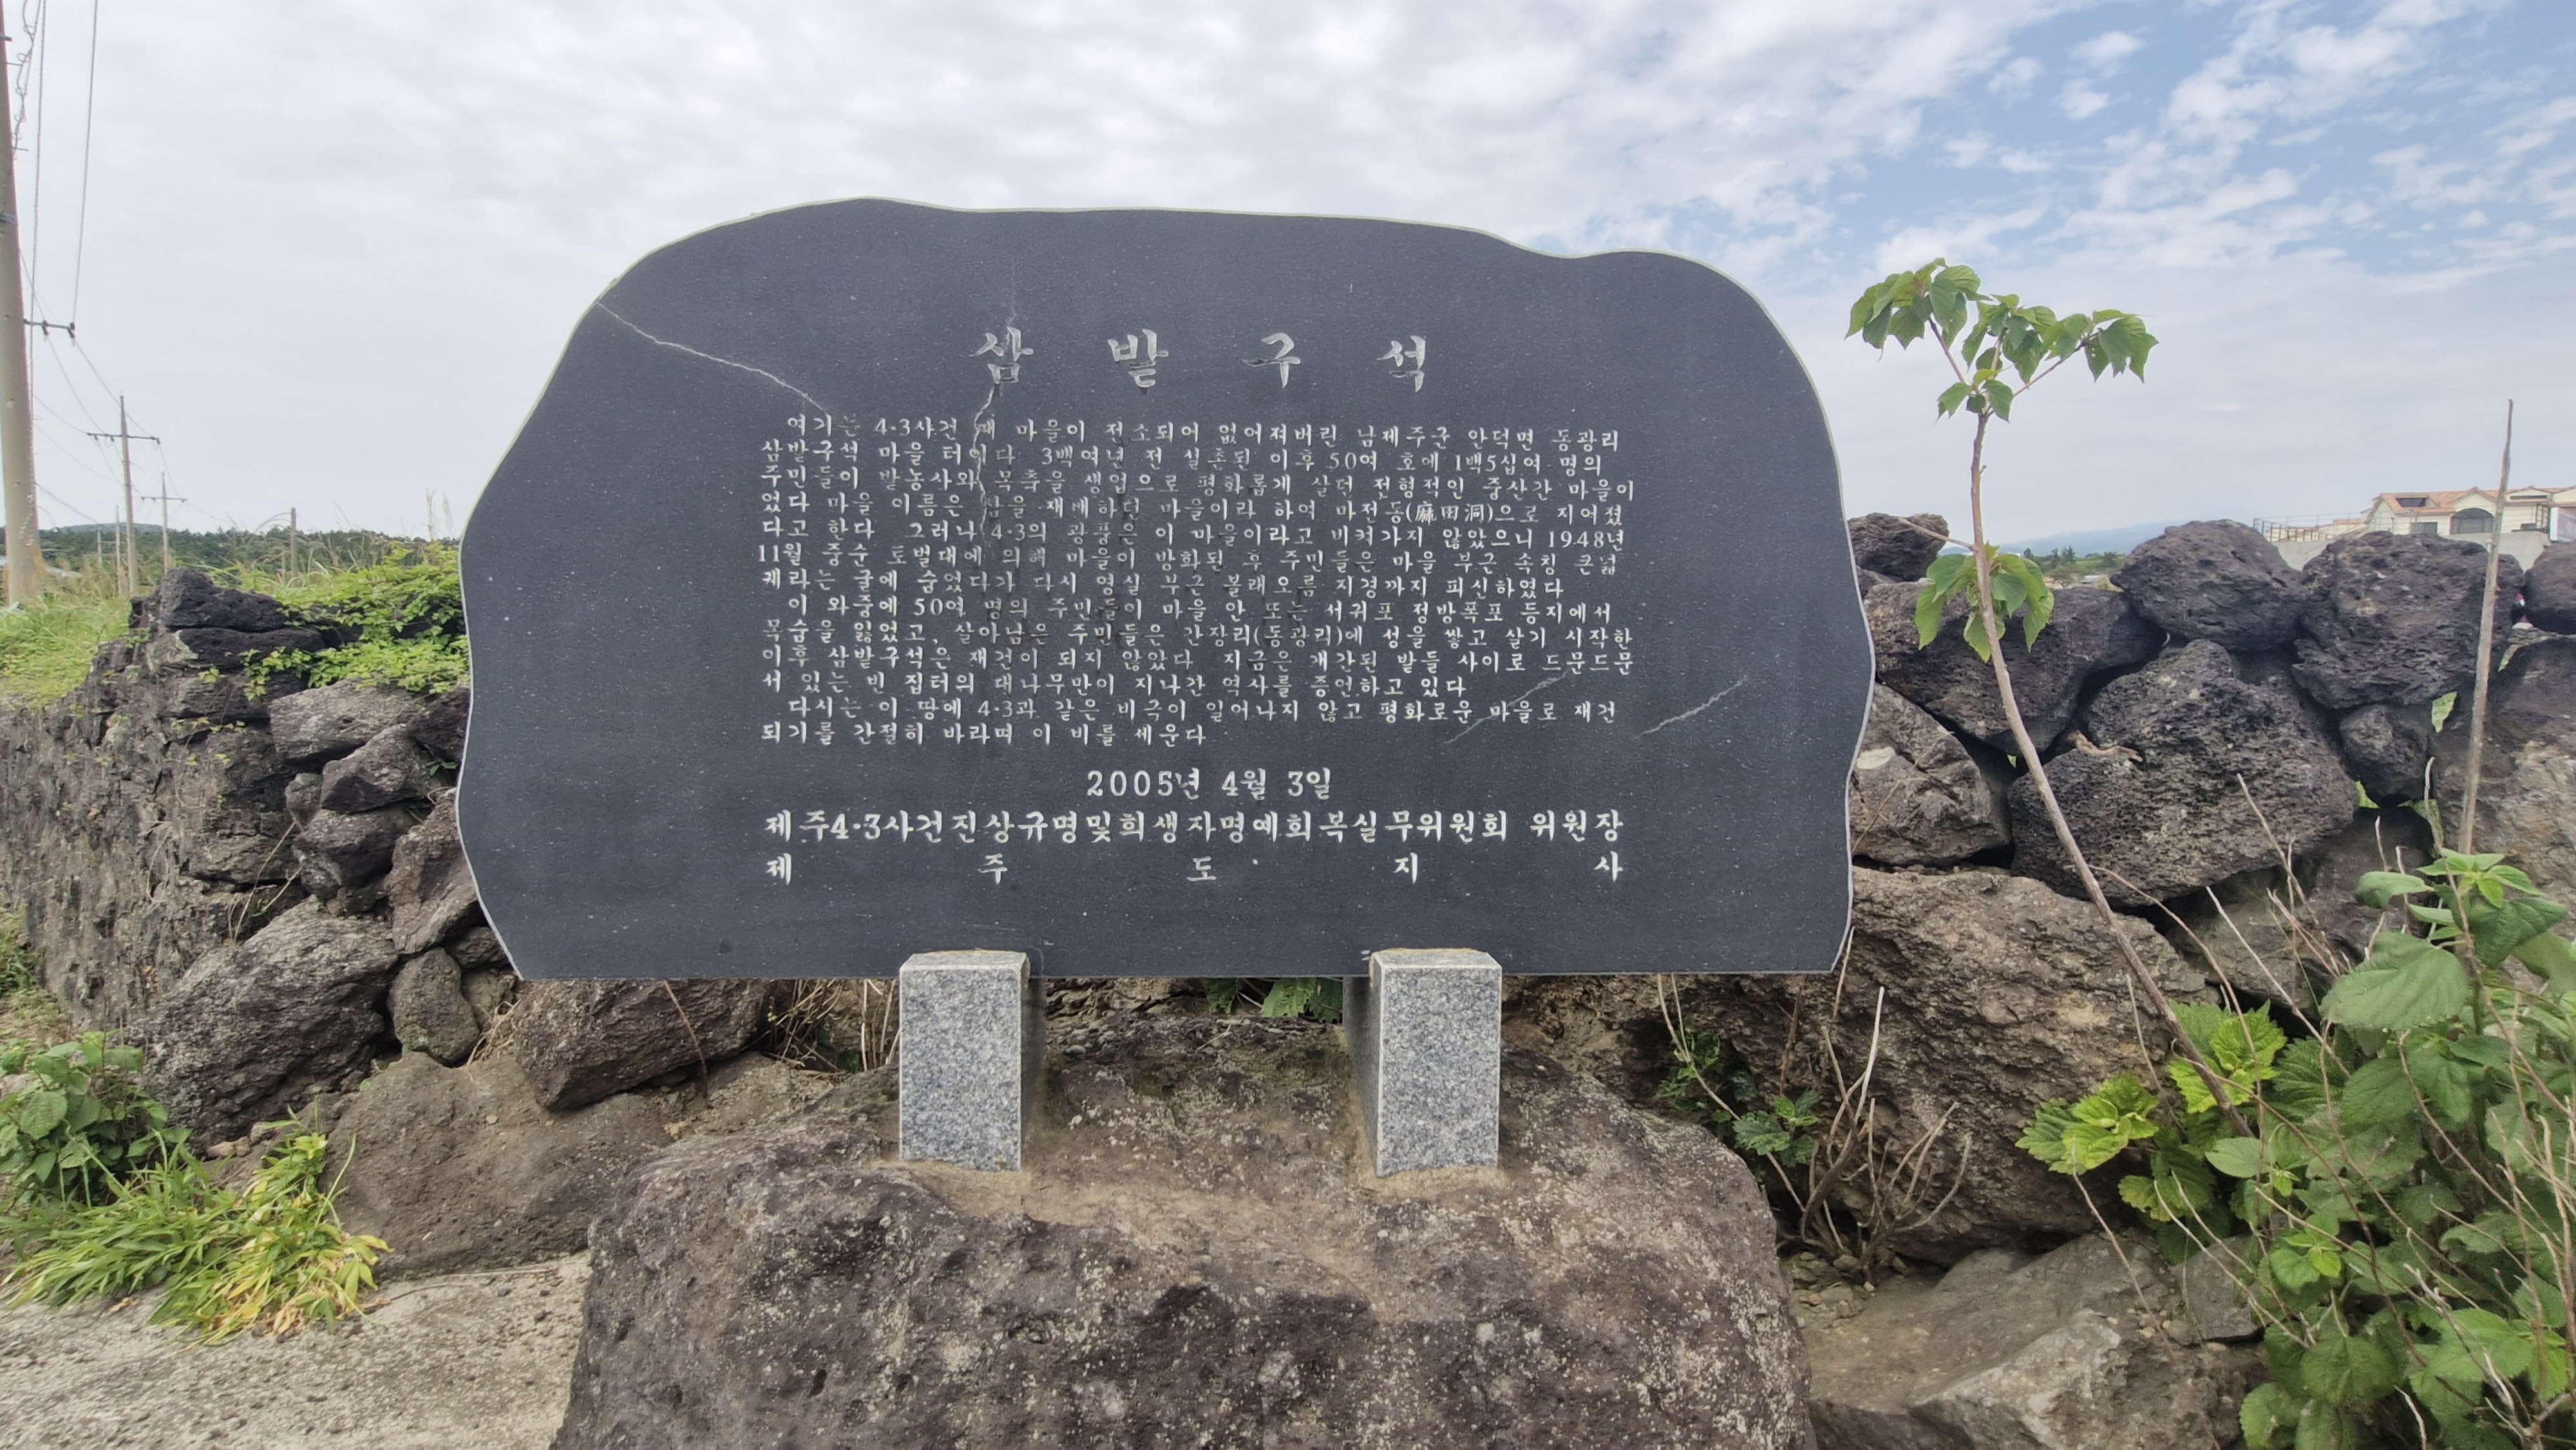 삼밭구석
여기는 4·3사건 때 마을이 전소되어 없어져버린 남제주군 안덕면 동광리
삼밭구석 마을 터이다 3백여년 전 설촌된 이후 50여 호에 1백5십여 명의
주민들이 밭농사와 목축을 생업으로 평화롭게 살던 전형적인 중산간 마을이
었다 마을 이름은 삼을 재배하던 마을이라 하여 마전동(麻田洞)으로 지어졌
다고 한다 그러나 4·3의 광풍은 이 마을이라고 비켜가지 않았으니 1948년
11월 중순 토벌대에 의해 마을이 방화된 후 주민들은 마을 부근 속칭 큰넓
궤라는 굴에 숨었다가 다시 영실 부근 볼래오름 지경까지 피신하였다
이 와중에 50여 명의 주민들이 마을 안 또는 서귀포 정방폭포 등지에서
목숨을 잃었고, 살아남은 주민들은 간장리(동광리)에 성을 쌓고 살기 시작한
이후 삼밭구석은 재건이 되지 않았다 지금은 개간된 밭들 사이로 드문드문
서 있는 빈 집터의 대나무만이 지나간 역사를 증언하고 있다
다시는 이 땅에 4·3과 같은 비극이 일어나지 않고 평화로운 마을로 재건
되기를 간절히 바라며 이 비를 세운다
2005년 4월 3일
제주4·3사건진상규명및희생자명예회복실무위원회 위원장
제주도지사